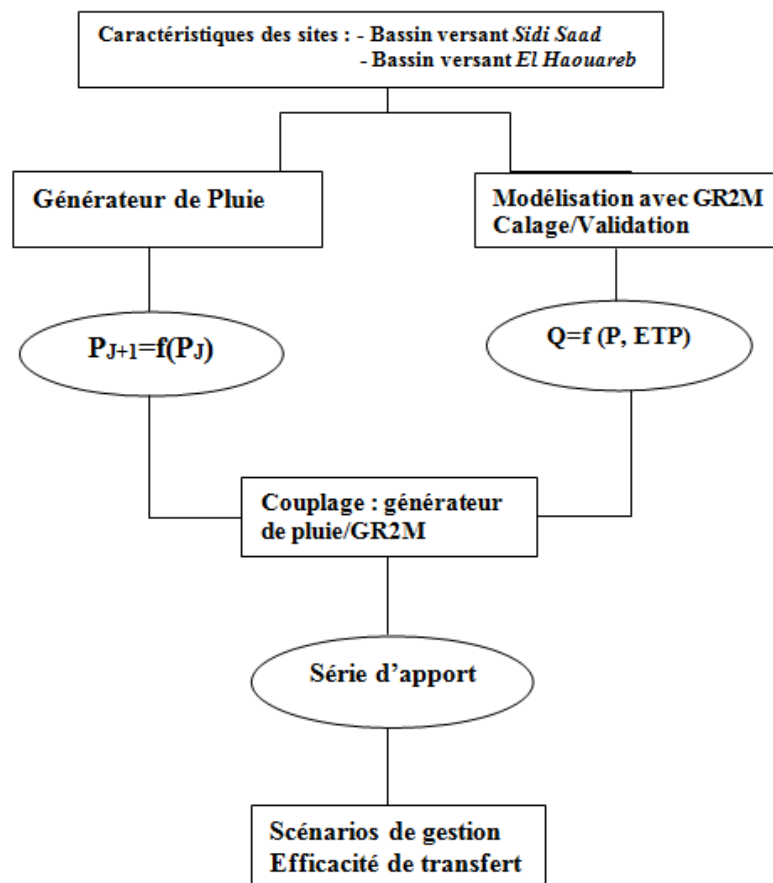 Caractéristiques des sites : - Bassin versant Sidi Saad
- Bassin versant El Haouareb
Générateur de Pluie
Modélisation avec GR2M
Calage/Validation
PJ+1=f(PJ)
Q=f (P, ETP)
Couplage : générateur
de pluie/GR2M
Série d’apport
Scénarios de gestion
Efficacité de transfert